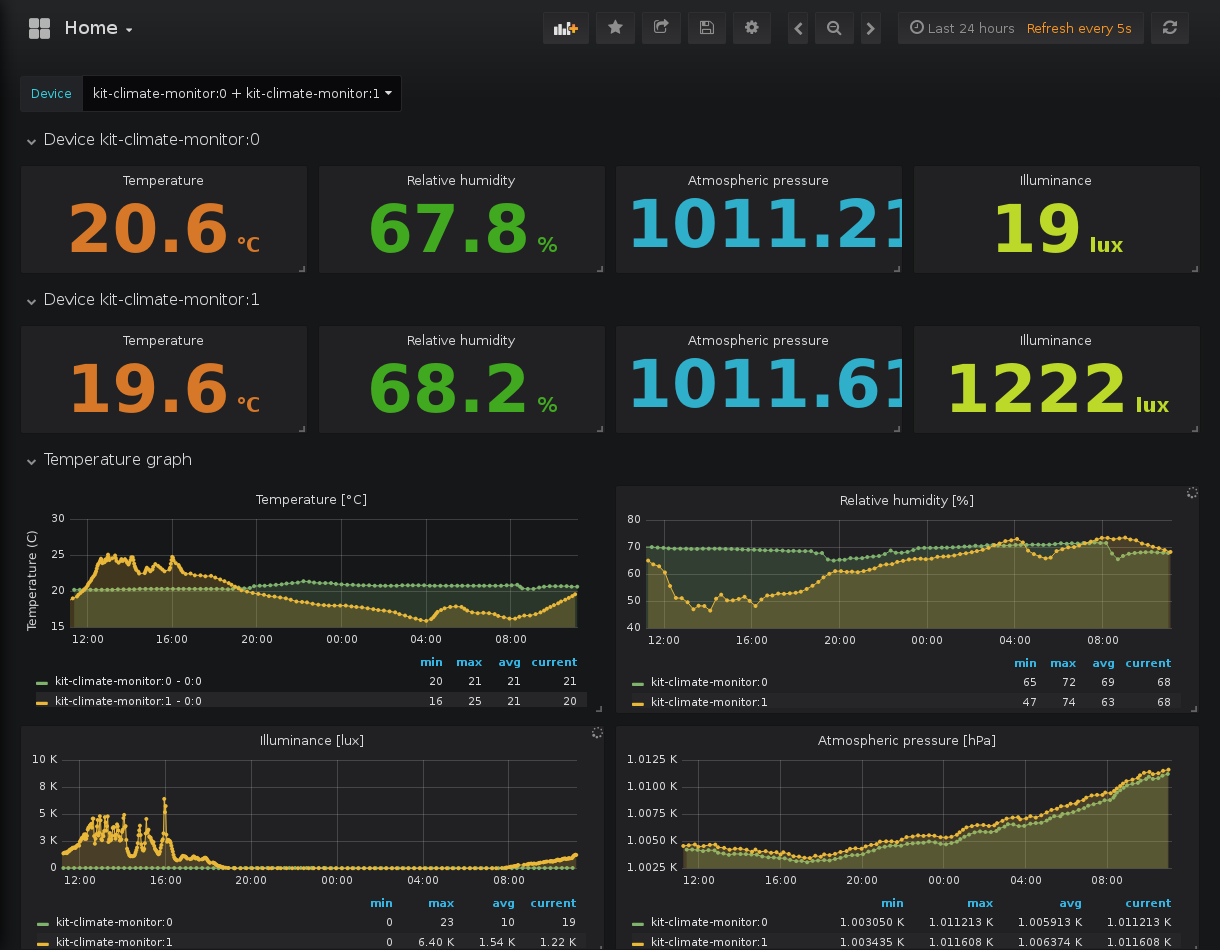 Home
Last 24 hours Refresh every 5s
Device kit-climate-monitor:0 + kit-climate-monitor:1
Device kit-climate-monitor:0
Temperature Relative humidity Atmospheric pressure Illuminance
20.6 °C 67.8 % 1011.21 19 lux
Device kit-climate-monitor:1
Temperature Relative humidity Atmospheric pressure Illuminance
19.6 °C 68.2 % 1011.61 1222 lux
Temperature graph
Temperature [°C]
Temperature (C)
30
25
20
15
12:00 16:00 20:00 00:00 04:00 08:00
min max avg current
kit-climate-monitor:0 - 0:0 20 21 21 21
kit-climate-monitor:1 - 0:0 16 25 21 20
Relative humidity [%]
80
70
60
50
40
12:00 16:00 20:00 00:00 04:00 08:00
min max avg current
kit-climate-monitor:0 65 72 69 68
kit-climate-monitor:1 47 74 63 68
Illuminance [lux]
10 K
8 K
5 K
3 K
0
12:00 16:00 20:00 00:00 04:00 08:00
min max avg current
kit-climate-monitor:0 0 23 10 19
kit-climate-monitor:1 0 6.40 K 1.54 K 1.22 K
Atmospheric pressure [hPa]
1.0125 K
1.0100 K
1.0075 K
1.0050 K
1.0025 K
12:00 16:00 20:00 00:00 04:00 08:00
min max avg current
kit-climate-monitor:0 1.003050 K 1.011213 K 1.005913 K 1.011213 K
kit-climate-monitor:1 1.003435 K 1.011608 K 1.006374 K 1.011608 K